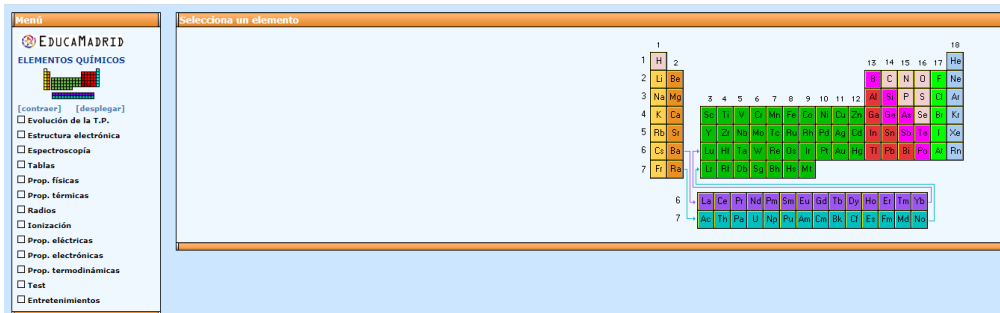 Menú
EducaMadrid
ELEMENTOS QUÍMICOS
[contraer] [desplegar]
Evolución de la T.P.
Estructura electrónica
Espectroscopía
Tablas
Prop. físicas
Prop. térmicas
Radios
Ionización
Prop. eléctricas
Prop. electrónicas
Prop. termodinámicas
Test
Entretenimientos
Selecciona un elemento
1 18
1 H 2 13 14 15 16 17 He
2 Li Be B C N O F Ne
3 Na Mg 3 4 5 6 7 8 9 10 11 12 Al Si P S Cl Ar
4 K Ca Sc Ti V Cr Mn Fe Co Ni Cu Zn Ga Ge As Se Br Kr
5 Rb Sr Y Zr Nb Mo Tc Ru Rh Pd Ag Cd In Sn Sb Te I Xe
6 Cs Ba Lu Hf Ta W Re Os Ir Pt Au Hg Tl Pb Bi Po At Rn
7 Fr Ra Lr Rf Db Sg Bh Hs Mt
6 La Ce Pr Nd Pm Sm Eu Gd Tb Dy Ho Er Tm Yb
7 Ac Th Pa U Np Pu Am Cm Bk Cf Es Fm Md No